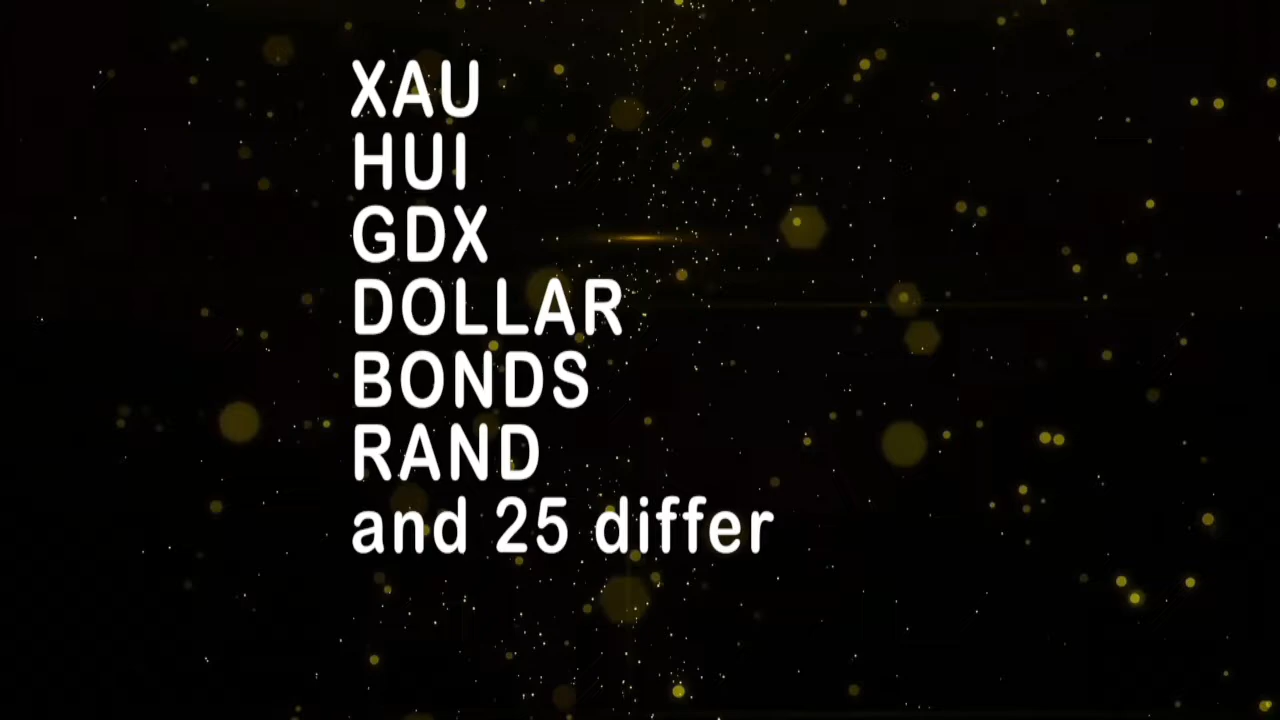 XAU
HUI
GDX
DOLLAR
BONDS
RAND
and 25 differ